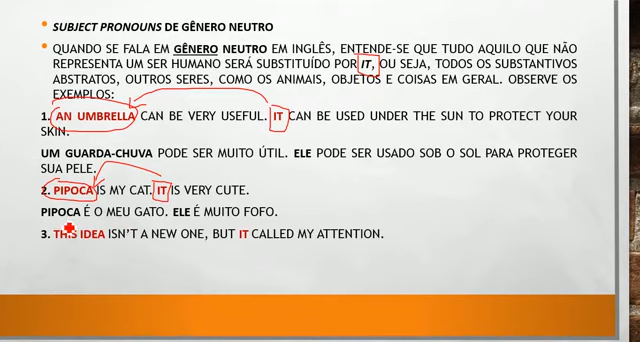 SUBJECT PRONOUNS DE GÊNERO NEUTRO
QUANDO SE FALA EM GÊNERO NEUTRO EM INGLÊS, ENTENDE-SE QUE TUDO AQUILO QUE NÃO
REPRESENTA UM SER HUMANO SERÁ SUBSTITUÍDO POR IT, OU SEJA, TODOS OS SUBSTANTIVOS
ABSTRATOS, OUTROS SERES, COMO OS ANIMAIS, OBJETOS E COISAS EM GERAL. OBSERVE OS
EXEMPLOS:
1. AN UMBRELLA CAN BE VERY USEFUL. IT CAN BE USED UNDER THE SUN TO PROTECT YOUR
SKIN.
UM GUARDA-CHUVA PODE SER MUITO ÚTIL. ELE PODE SER USADO SOB O SOL PARA PROTEGER
SUA PELE.
2. PIPOCA IS MY CAT. IT IS VERY CUTE.
PIPOCA É O MEU GATO. ELE É MUITO FOFO.
3. THIS IDEA ISN'T A NEW ONE, BUT IT CALLED MY ATTENTION.